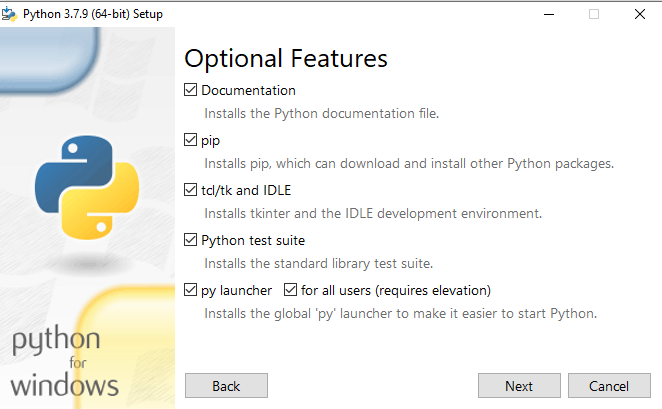 Python 3.7.9 (64-bit) Setup
Optional Features
Documentation
Installs the Python documentation file.
pip
Installs pip, which can download and install other Python packages.
tcl/tk and IDLE
Installs tkinter and the IDLE development environment.
Python test suite
Installs the standard library test suite.
py launcher for all users (requires elevation)
Installs the global 'py' launcher to make it easier to start Python.
python
for
windows
Back Next Cancel